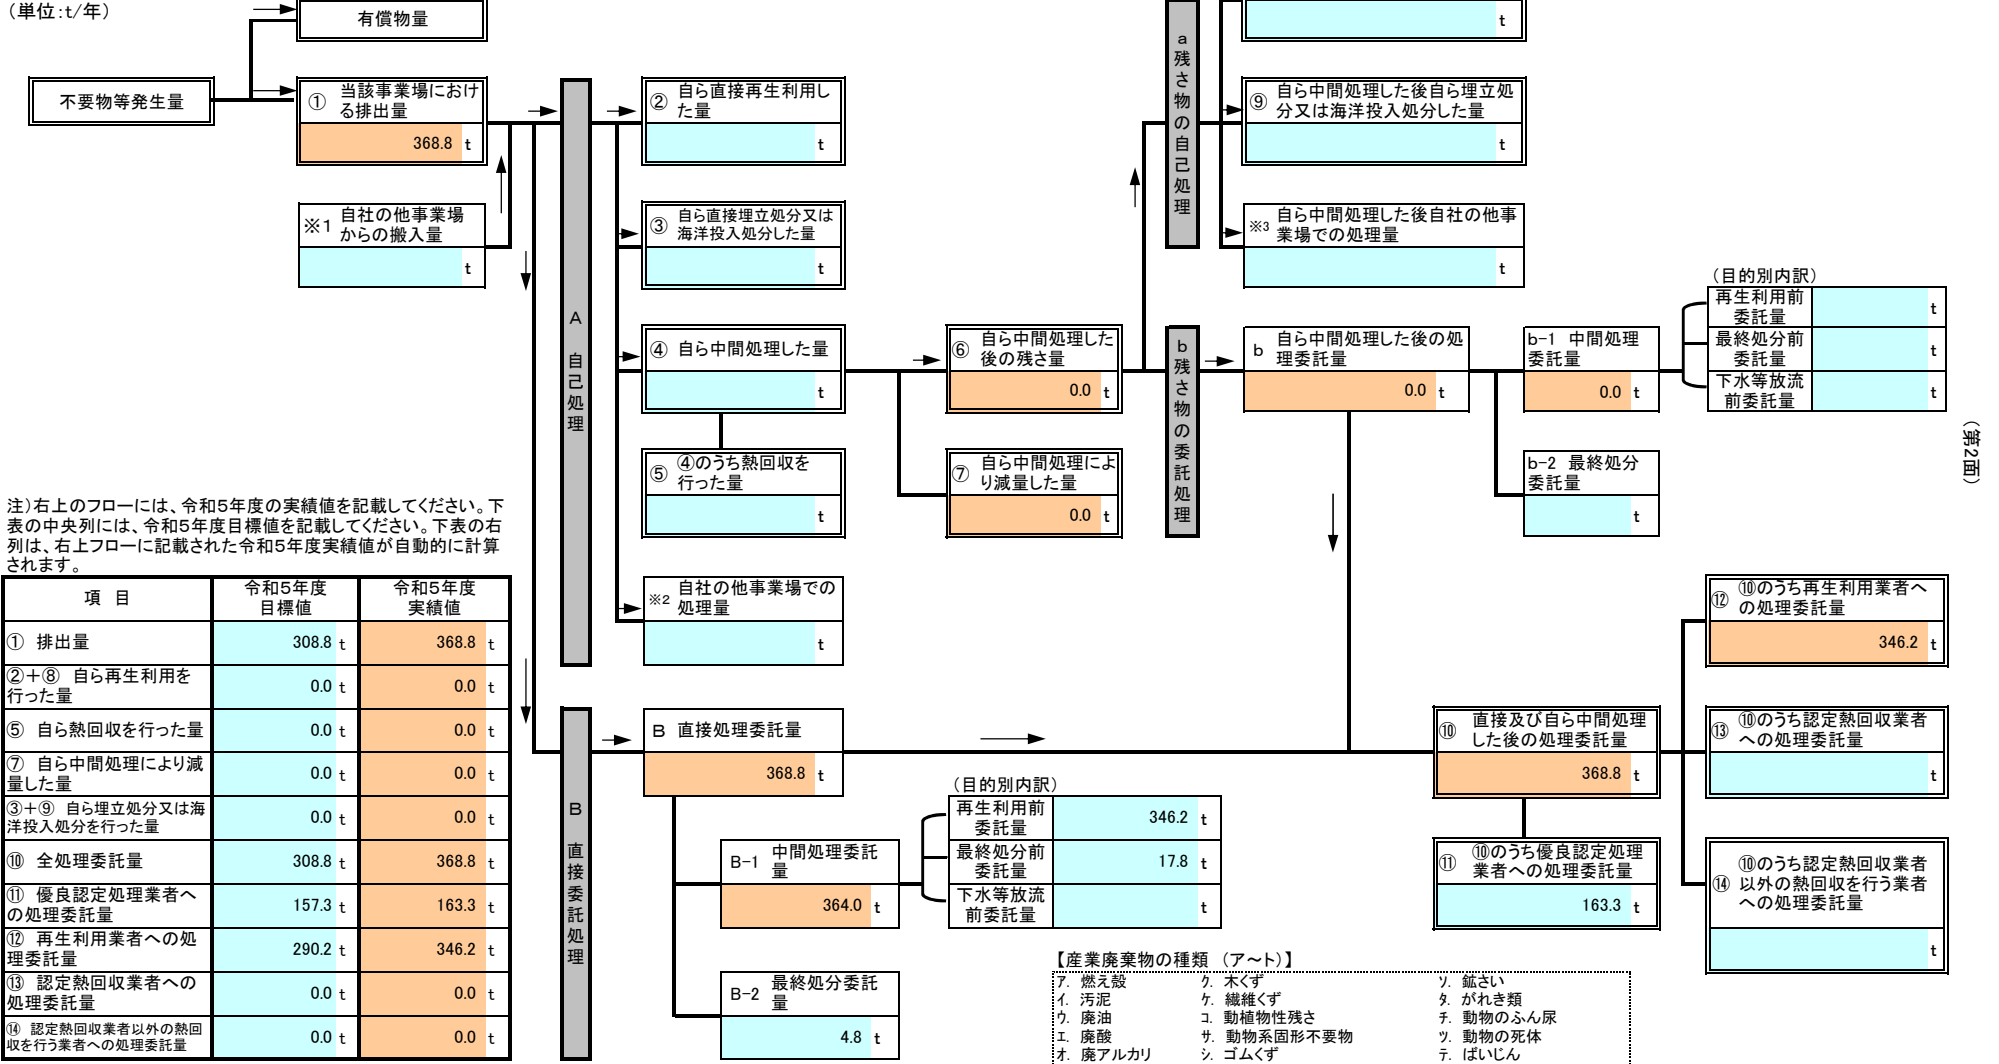 （単位:t/年）
有償物量
不要物等発生量
① 当該事業場におけ
る排出量
368.8 t
※1 自社の他事業場
からの搬入量
t
A 自己処理
② 自ら直接再生利用し
た量
t
③ 自ら直接埋立処分又は
海洋投入処分した量
t
④ 自ら中間処理した量
t
⑤ ④のうち熱回収を
行った量
t
※2 自社の他事業場での
処理量
t
⑥ 自ら中間処理した
後の残さ量
0.0 t
⑦ 自ら中間処理によ
り減量した量
0.0 t
a 残さ物の自己処理
t
⑨ 自ら中間処理した後自ら埋立処
分又は海洋投入処分した量
t
※3 自ら中間処理した後自社の他事
業場での処理量
t
b 残さ物の委託処理
b 自ら中間処理した後の処
理委託量
0.0 t
b-1 中間処理
委託量
0.0 t
b-2 最終処分
委託量
t
（目的別内訳）
再生利用前
委託量
t
最終処分前
委託量
t
下水等放流
前委託量
t
（第2面）
注）右上のフローには、令和5年度の実績値を記載してください。下
表の中央列には、令和5年度目標値を記載してください。下表の右
列は、右上フローに記載された令和5年度実績値が自動的に計算
されます。
項 目 令和5年度 目標値 令和5年度 実績値
① 排出量 308.8 t 368.8 t
②＋⑧ 自ら再生利用を
行った量 0.0 t 0.0 t
⑤ 自ら熱回収を行った量 0.0 t 0.0 t
⑦ 自ら中間処理により減
量した量 0.0 t 0.0 t
③＋⑨ 自ら埋立処分又は海
洋投入処分を行った量 0.0 t 0.0 t
⑩ 全処理委託量 308.8 t 368.8 t
⑪ 優良認定処理業者へ
の処理委託量 157.3 t 163.3 t
⑫ 再生利用業者への処
理委託量 290.2 t 346.2 t
⑬ 認定熱回収業者への
処理委託量 0.0 t 0.0 t
⑭ 認定熱回収業者以外の熱回
収を行う業者への処理委託量 0.0 t 0.0 t
B 直接委託処理
B 直接処理委託量
368.8 t
B-1 中間処理委託
量
364.0 t
B-2 最終処分委託
量
4.8 t
（目的別内訳）
再生利用前
委託量
346.2 t
最終処分前
委託量
17.8 t
下水等放流
前委託量
t
⑩ 直接及び自ら中間処理
した後の処理委託量
368.8 t
⑪ ⑩のうち優良認定処理
業者への処理委託量
163.3 t
⑫ ⑩のうち再生利用業者へ
の処理委託量
346.2 t
⑬ ⑩のうち認定熱回収業者
への処理委託量
t
⑭ ⑩のうち認定熱回収業者
以外の熱回収を行う業者
への処理委託量
t
【産業廃棄物の種類 （ア～ト）】
ア. 燃え殻 ク. 木くず ソ. 鉱さい
イ. 汚泥 ケ. 繊維くず タ. がれき類
ウ. 廃油 コ. 動植物性残さ チ. 動物のふん尿
エ. 廃酸 サ. 動物系固形不要物 ツ. 動物の死体
オ. 廃アルカリ シ. ゴムくず テ. ばいじん